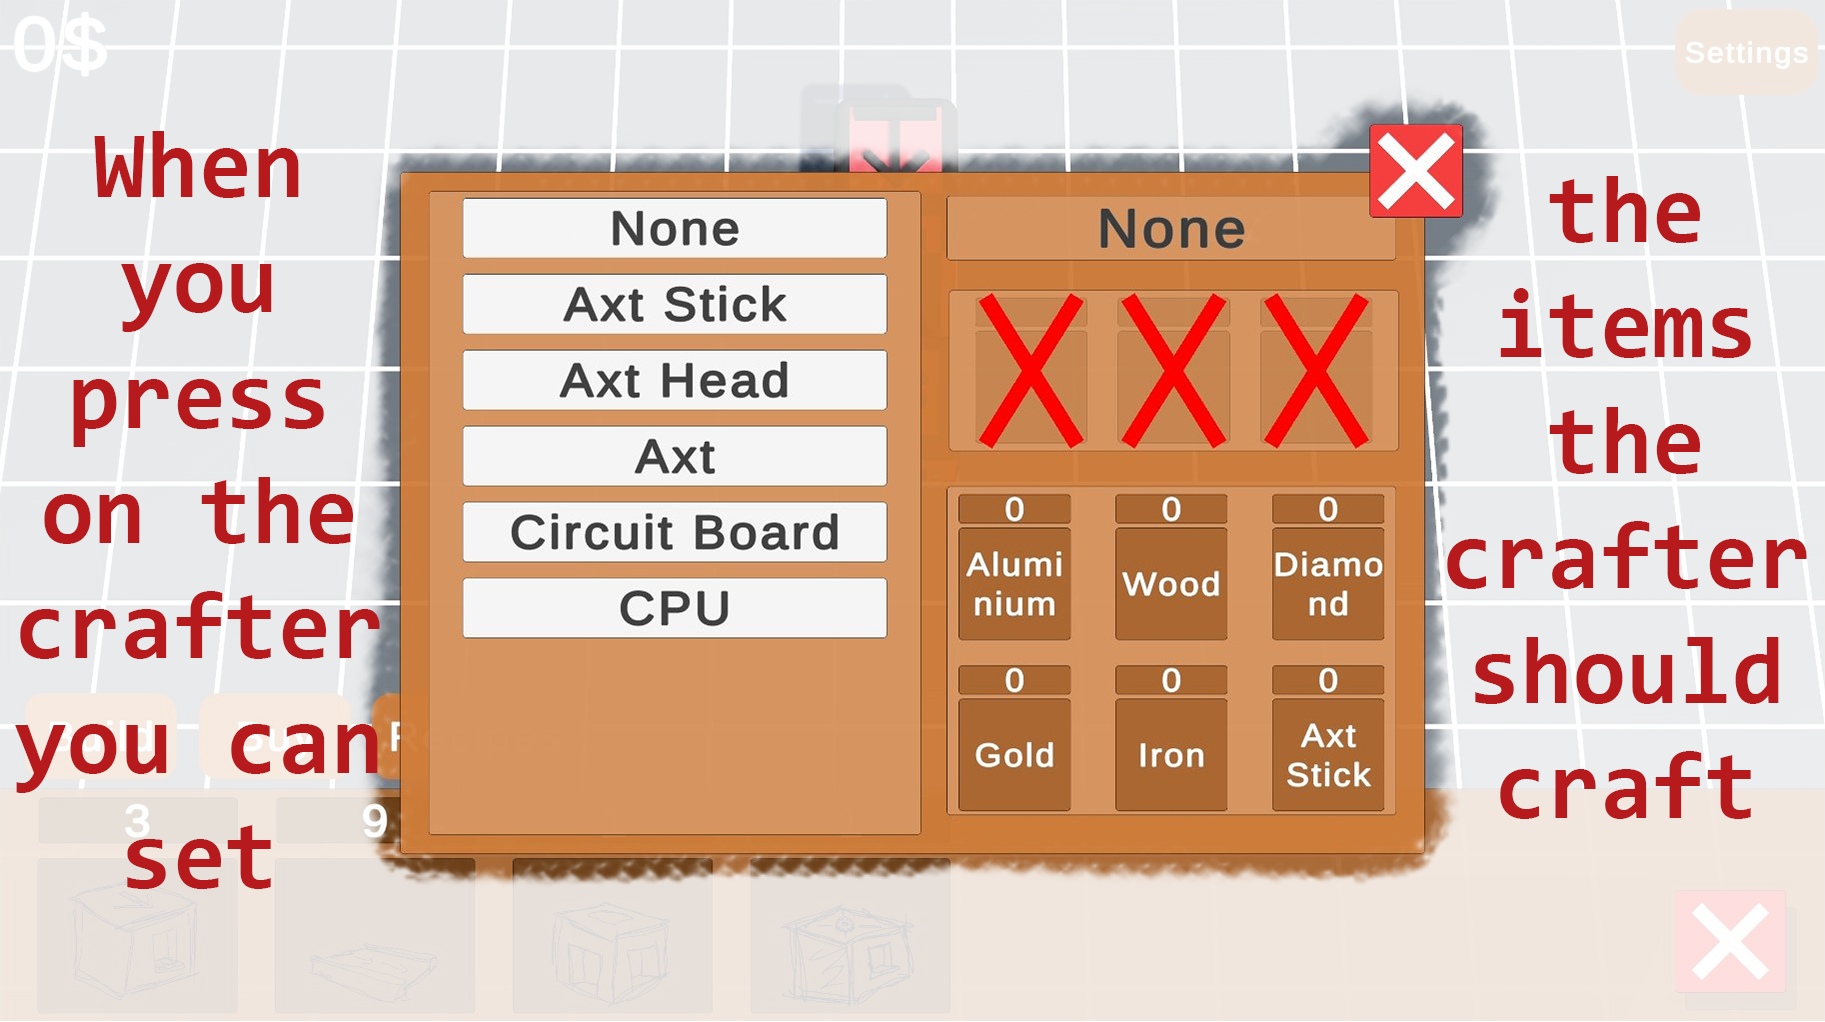 0$
Settings
When
you
press
on the
crafter
you can
set
None
Axt Stick
Axt Head
Axt
Circuit Board
CPU
None
0
0
0
Alumi
nium
Wood
Diamo
nd
0
0
0
Gold
Iron
Axt
Stick
the
items
the
crafter
should
craft
Build
Buy
3
9